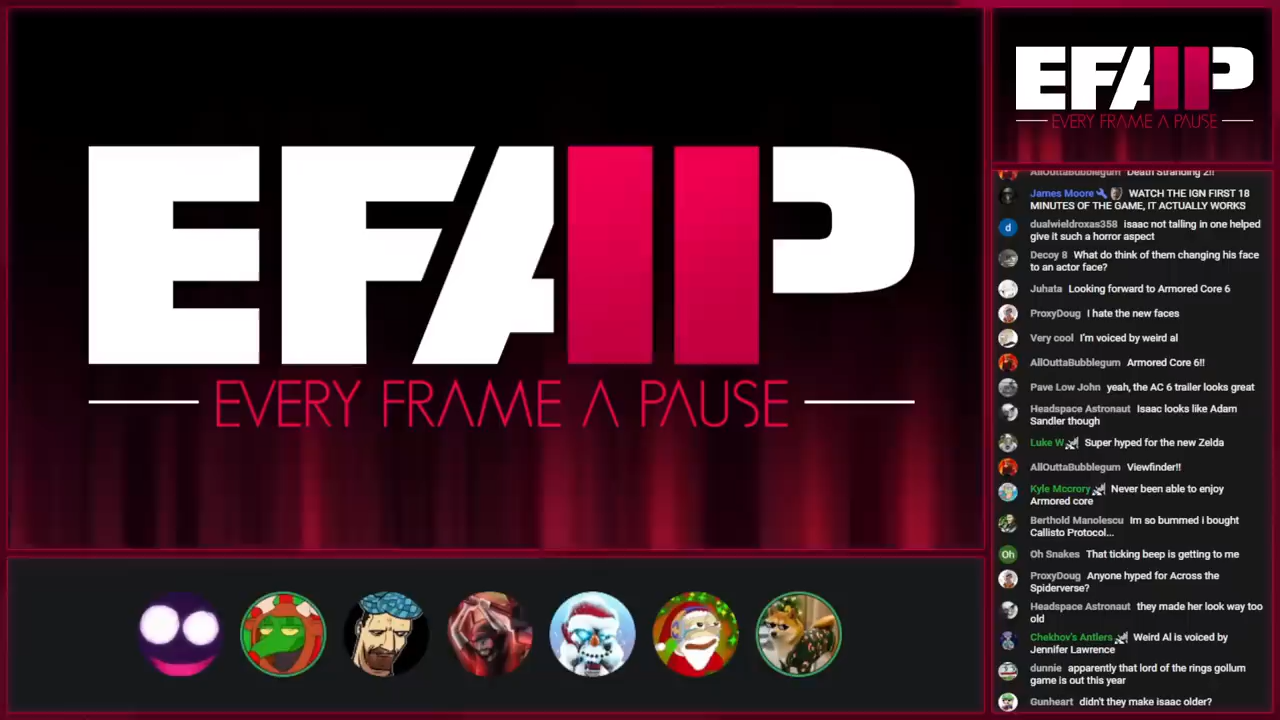 EFAP
EVERY FRAME A PAUSE
EFAP
EVERY FRAME A PAUSE
AllOuttaBubblegum Death Stranding 2!!
James Moore WATCH THE IGN FIRST 18
MINUTES OF THE GAME, IT ACTUALLY WORKS
d
dualwieldroxas358 isaac not talling in one helped
give it such a horror aspect
Decoy 8 What do think of them changing his face
to an actor face?
Juhata Looking forward to Armored Core 6
ProxyDoug I hate the new faces
Very cool I'm voiced by weird al
AllOuttaBubblegum Armored Core 6!!
Pave Low John yeah, the AC 6 trailer looks great
Headspace Astronaut Isaac looks like Adam
Sandler though
Luke W Super hyped for the new Zelda
AllOuttaBubblegum Viewfinder!!
Kyle Mccrory Never been able to enjoy
Armored core
Berthold Manolescu Im so bummed i bought
Callisto Protocol...
Oh
Oh Snakes That ticking beep is getting to me
ProxyDoug Anyone hyped for Across the
Spiderverse?
Headspace Astronaut they made her look way too
old
Chekhov's Antlers Weird Al is voiced by
Jennifer Lawrence
dunnie apparently that lord of the rings gollum
game is out this year
Gunheart didn't they make isaac older?